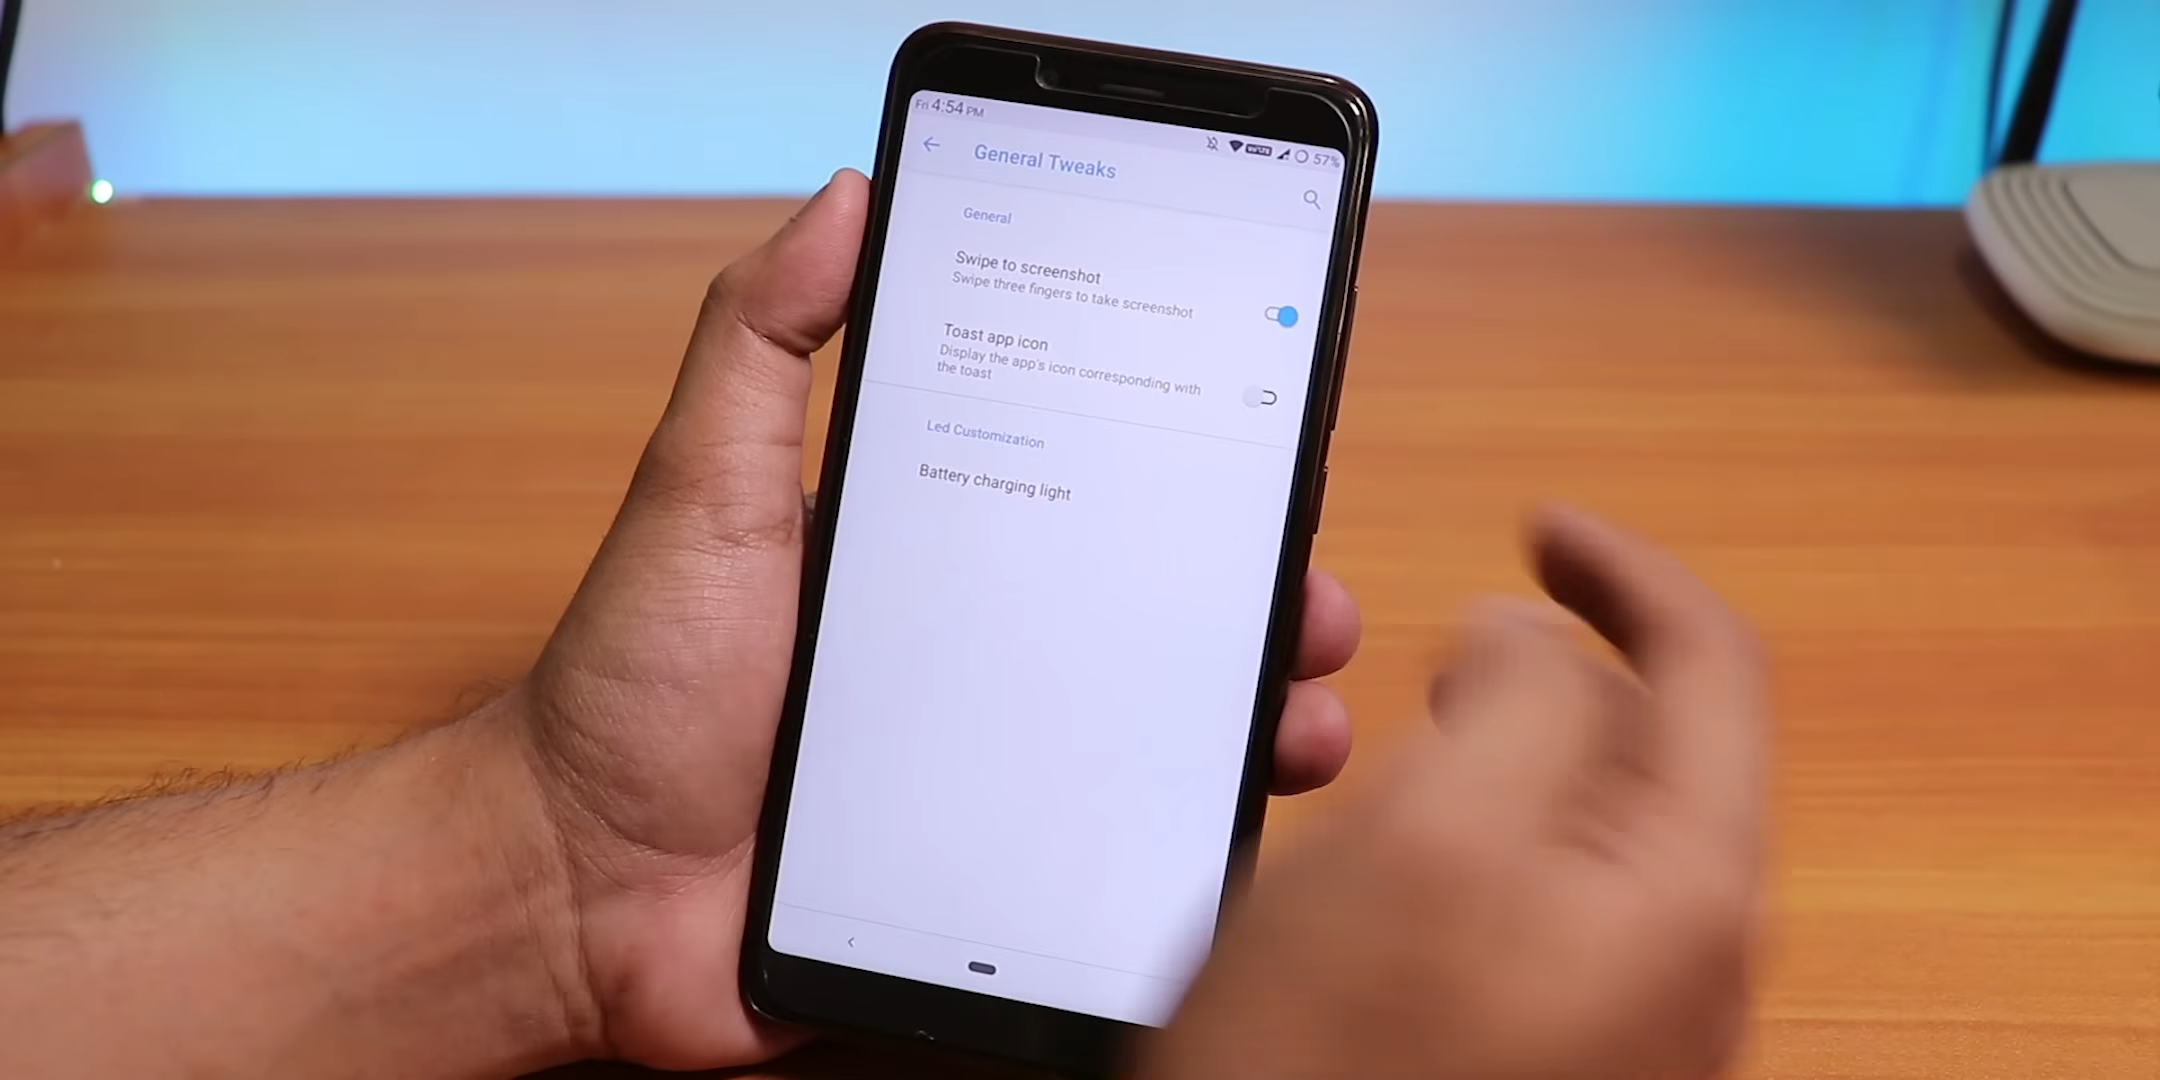 Fri 4:54 PM
VoLTE 57%
General Tweaks
General
Swipe to screenshot
Swipe three fingers to take screenshot
Toast app icon
Display the app's icon corresponding with
the toast
Led Customization
Battery charging light